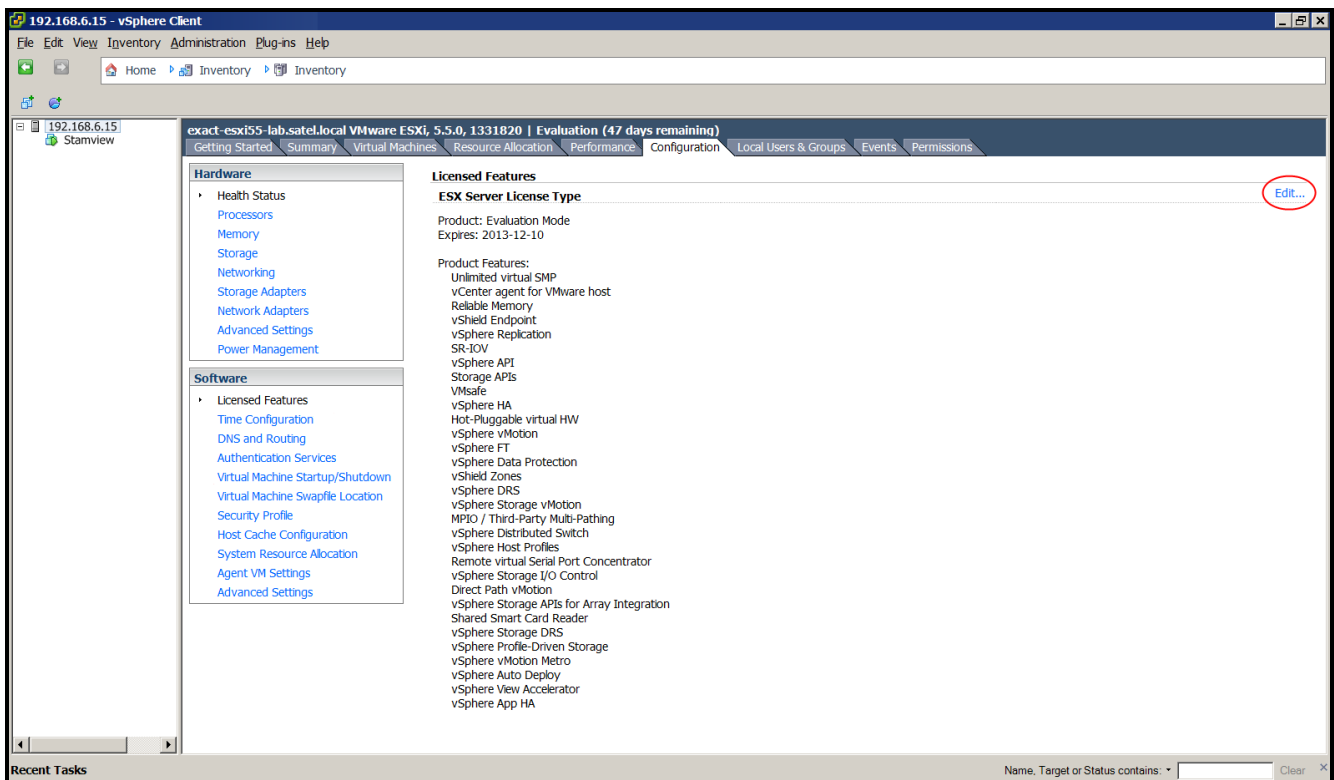 192.168.6.15 - vSphere Client
File Edit View Inventory Administration Plug-ins Help
Home Inventory Inventory
192.168.6.15
Stamview
exact-esxi55-lab.satel.local VMware ESXi, 5.5.0, 1331820 | Evaluation (47 days remaining)
Getting Started Summary Virtual Machines Resource Allocation Performance Configuration Local Users & Groups Events Permissions
Hardware
Health Status
Processors
Memory
Storage
Networking
Storage Adapters
Network Adapters
Advanced Settings
Power Management
Software
Licensed Features
Time Configuration
DNS and Routing
Authentication Services
Virtual Machine Startup/Shutdown
Virtual Machine Swapfile Location
Security Profile
Host Cache Configuration
System Resource Allocation
Agent VM Settings
Advanced Settings
Licensed Features
ESX Server License Type
Edit...
Product: Evaluation Mode
Expires: 2013-12-10
Product Features:
Unlimited virtual SMP
vCenter agent for VMware host
Reliable Memory
vShield Endpoint
vSphere Replication
SR-IOV
vSphere API
Storage APIs
VMsafe
vSphere HA
Hot-Pluggable virtual HW
vSphere vMotion
vSphere FT
vSphere Data Protection
vShield Zones
vSphere DRS
vSphere Storage vMotion
MPIO / Third-Party Multi-Pathing
vSphere Distributed Switch
vSphere Host Profiles
Remote virtual Serial Port Concentrator
vSphere Storage I/O Control
Direct Path vMotion
vSphere Storage APIs for Array Integration
Shared Smart Card Reader
vSphere Storage DRS
vSphere Profile-Driven Storage
vSphere vMotion Metro
vSphere Auto Deploy
vSphere View Accelerator
vSphere App HA
Recent Tasks
Name, Target or Status contains:
Clear